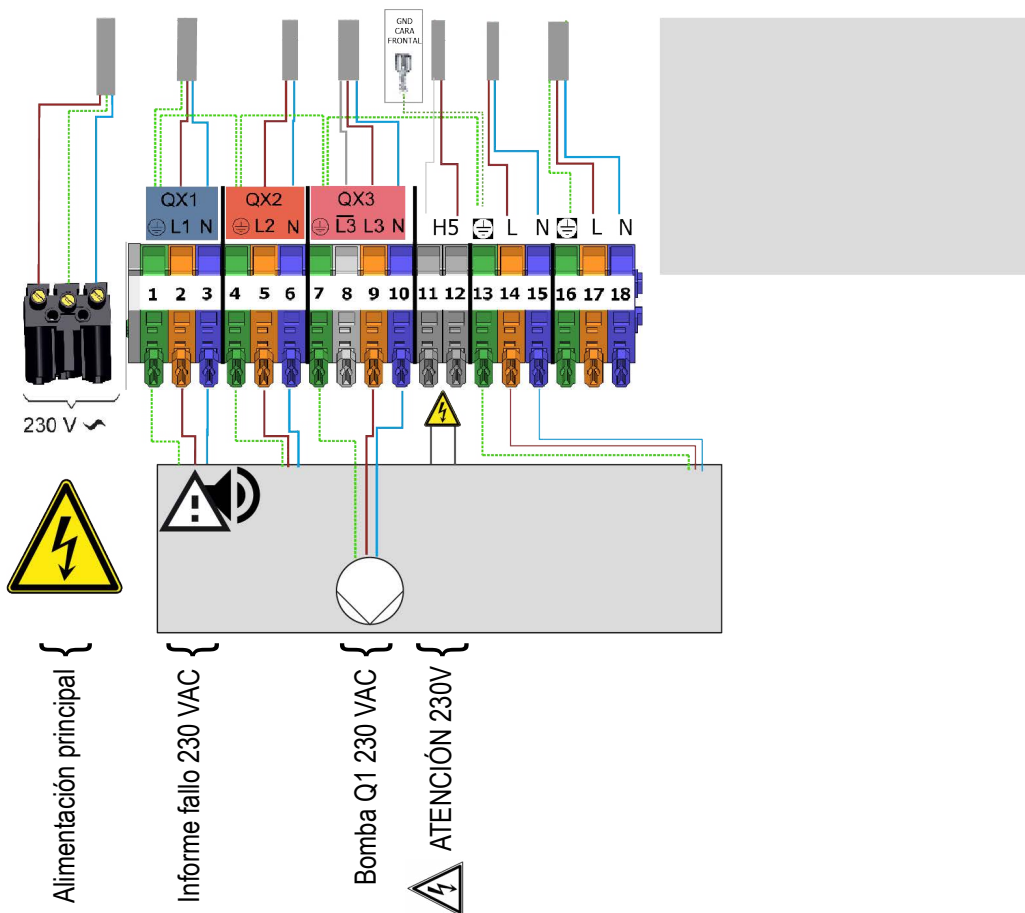 GND
CARA
FRONTAL
QX1
QX2
QX3
L1 N
L2 N
L3 L3 N
H5
L N
L N
1 2 3 4 5 6 7 8 9 10 11 12 13 14 15 16 17 18
230 V
Alimentación principal
Informe fallo 230 VAC
Bomba Q1 230 VAC
ATENCIÓN 230V